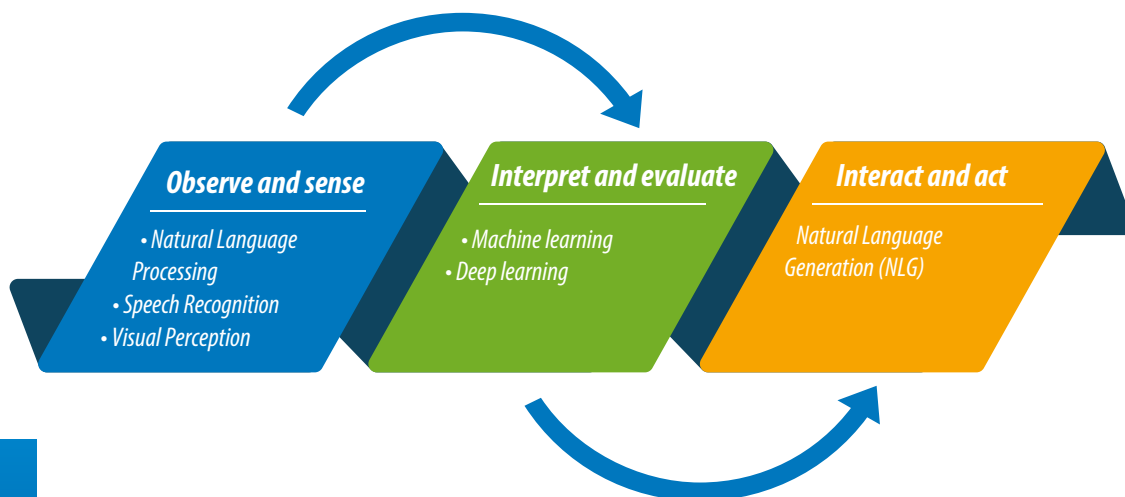 Observe and sense
• Natural Language
Processing
• Speech Recognition
• Visual Perception
Interpret and evaluate
• Machine learning
• Deep learning
Interact and act
Natural Language
Generation (NLG)